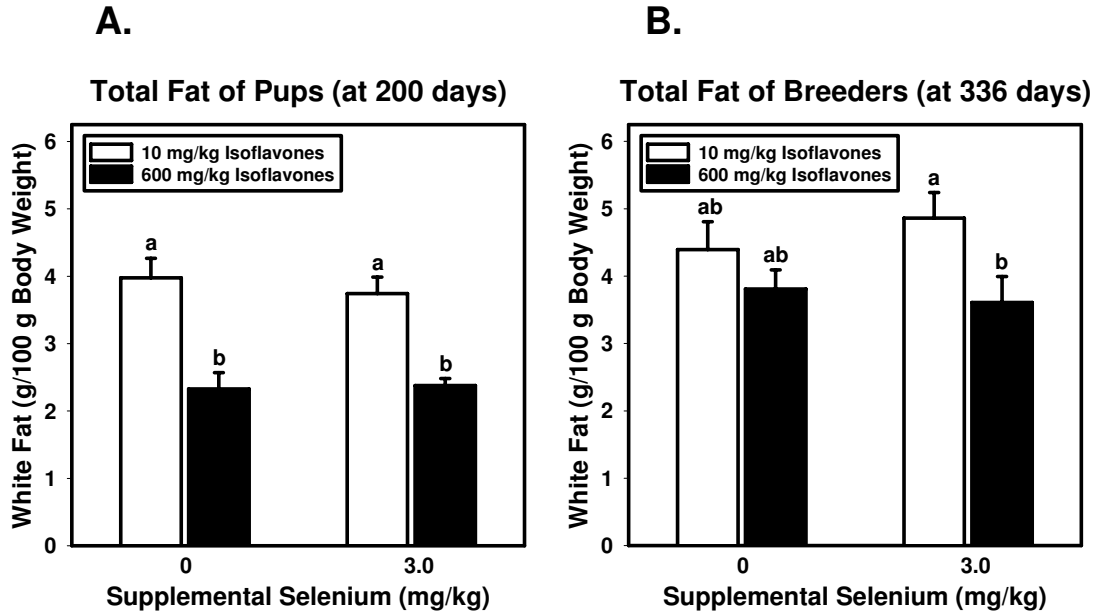 A.
Total Fat of Pups (at 200 days)
White Fat (g/100 g Body Weight)
6
5
4
3
2
1
0
10 mg/kg Isoflavones
600 mg/kg Isoflavones
a
b
a
b
0
3.0
Supplemental Selenium (mg/kg)
B.
Total Fat of Breeders (at 336 days)
White Fat (g/100 g Body Weight)
6
5
4
3
2
1
0
10 mg/kg Isoflavones
600 mg/kg Isoflavones
ab
ab
a
b
0
3.0
Supplemental Selenium (mg/kg)